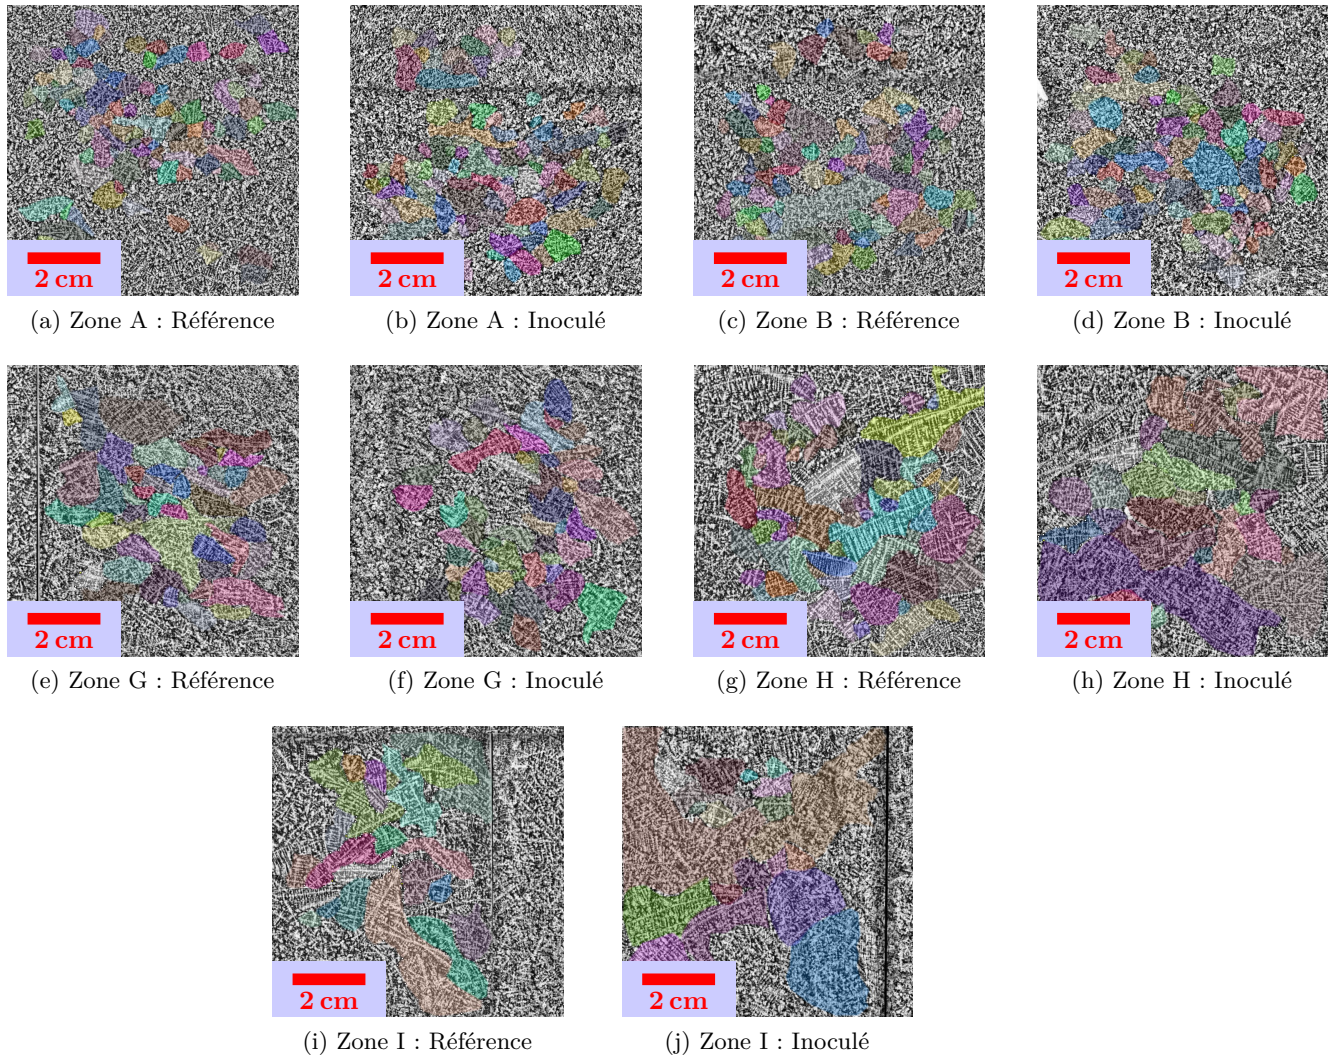 2 cm
2 cm
2 cm
2 cm
(a) Zone A : Référence
(b) Zone A : Inoculé
(c) Zone B : Référence
(d) Zone B : Inoculé
2 cm
2 cm
2 cm
2 cm
(e) Zone G : Référence
(f) Zone G : Inoculé
(g) Zone H : Référence
(h) Zone H : Inoculé
2 cm
2 cm
(i) Zone I : Référence
(j) Zone I : Inoculé